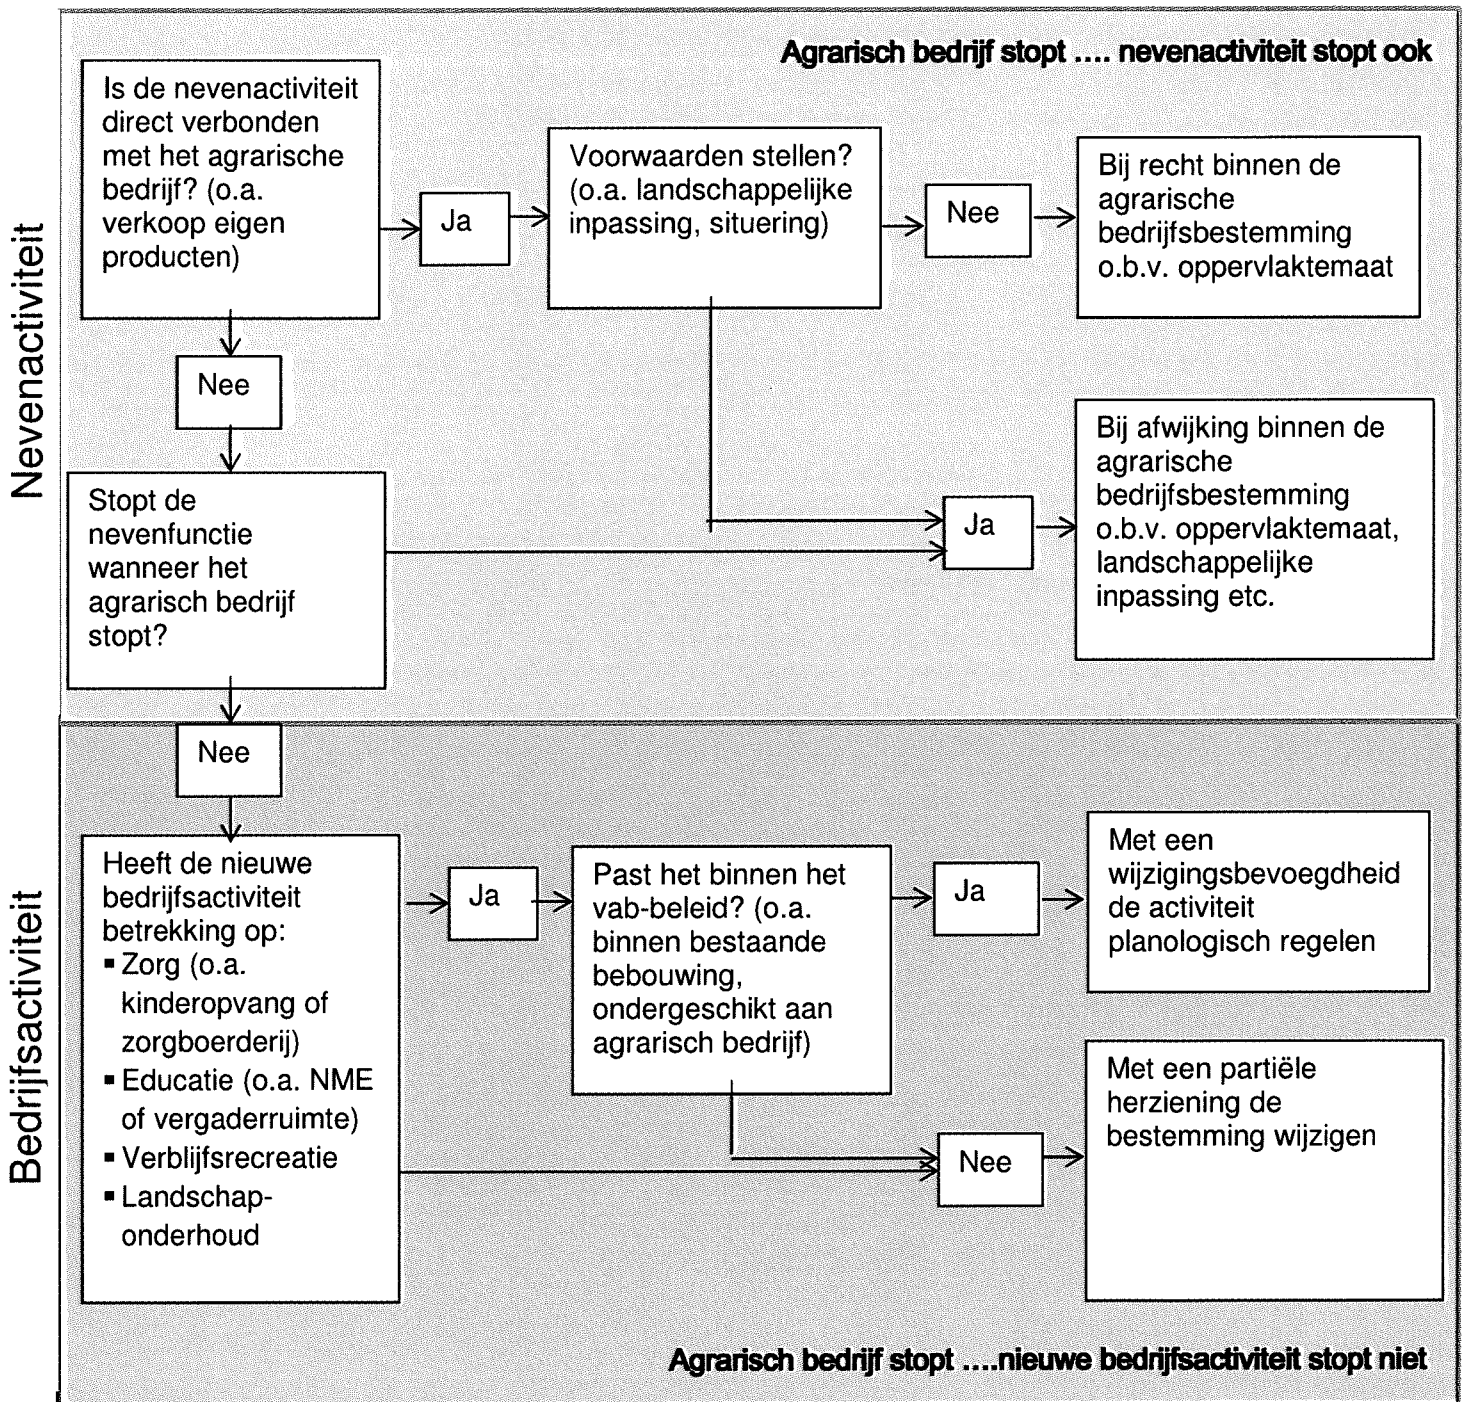 Nevenactiviteit
Agrarisch bedrijf stopt .... nevenactiviteit stopt ook
Is de nevenactiviteit
direct verbonden
met het agrarische
bedrijf? (o.a.
verkoop eigen
producten)
Ja
Voorwaarden stellen?
(o.a. landschappelijke
inpassing, situering)
Nee
Bij recht binnen de
agrarische
bedrijfsbestemming
o.b.v. oppervlaktemaat
Nee
Stopt de
nevenfunctie
wanneer het
agrarisch bedrijf
stopt?
Ja
Bij afwijking binnen de
agrarische
bedrijfsbestemming
o.b.v. oppervlaktemaat,
landschappelijke
inpassing etc.
Bedrijfsactiviteit
Nee
Heeft de nieuwe
bedrijfsactiviteit
betrekking op:
▪ Zorg (o.a.
kinderopvang of
zorgboerderij)
▪ Educatie (o.a. NME
of vergaderruimte)
▪ Verblijfsrecreatie
▪ Landschap-
onderhoud
Ja
Past het binnen het
vab-beleid? (o.a.
binnen bestaande
bebouwing,
ondergeschikt aan
agrarisch bedrijf)
Ja
Met een
wijzigingsbevoegdheid
de activiteit
planologisch regelen
Nee
Met een partiële
herziening de
bestemming wijzigen
Agrarisch bedrijf stopt ....nieuwe bedrijfsactiviteit stopt niet